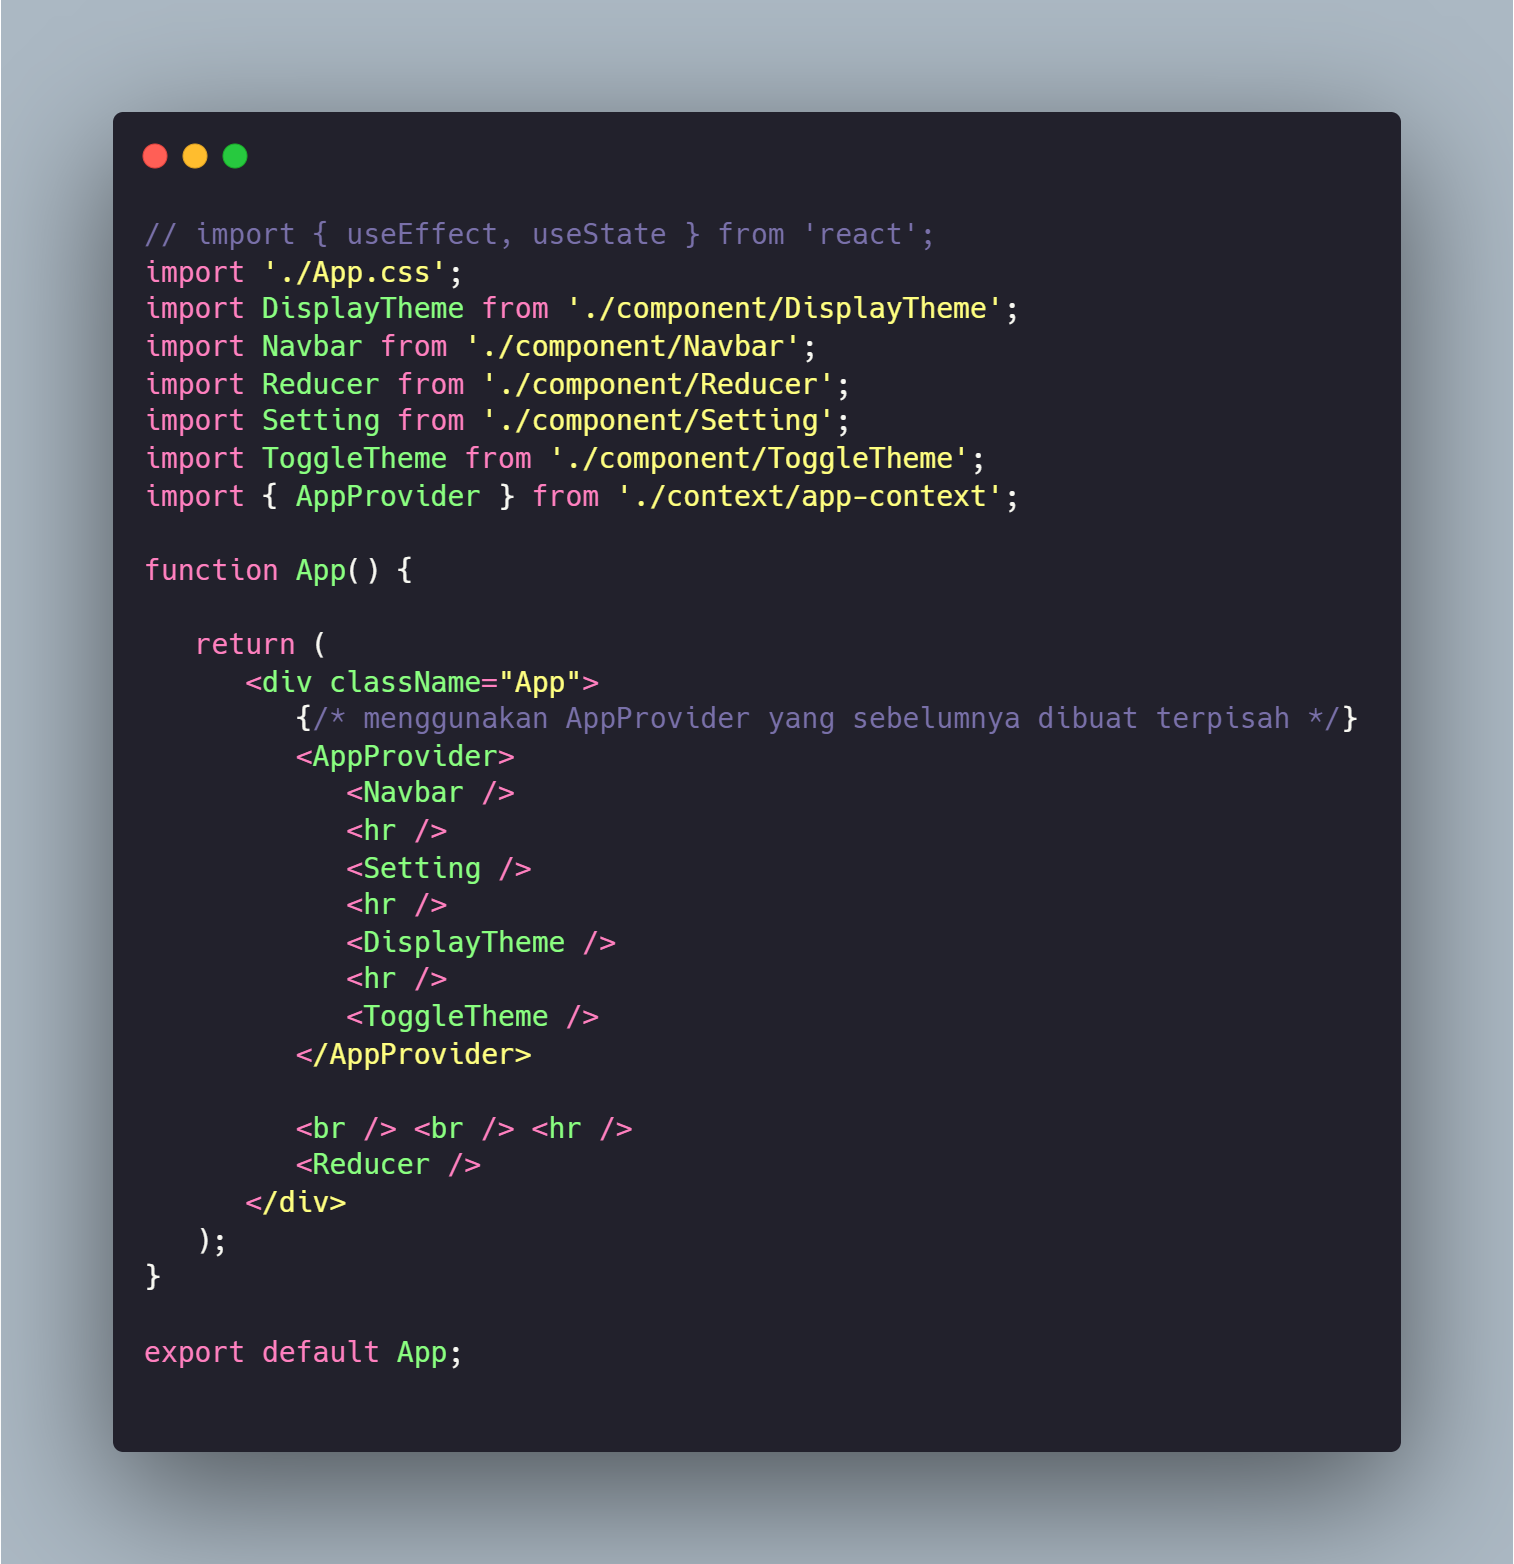 // import { useEffect, useState } from 'react';
import './App.css';
import DisplayTheme from './component/DisplayTheme';
import Navbar from './component/Navbar';
import Reducer from './component/Reducer';
import Setting from './component/Setting';
import ToggleTheme from './component/ToggleTheme';
import { AppProvider } from './context/app-context';

function App() {

   return (
      <div className="App">
         {/* menggunakan AppProvider yang sebelumnya dibuat terpisah */}
         <AppProvider>
            <Navbar />
            <hr />
            <Setting />
            <hr />
            <DisplayTheme />
            <hr />
            <ToggleTheme />
         </AppProvider>

         <br /> <br /> <hr />
         <Reducer />
      </div>
   );
}

export default App;